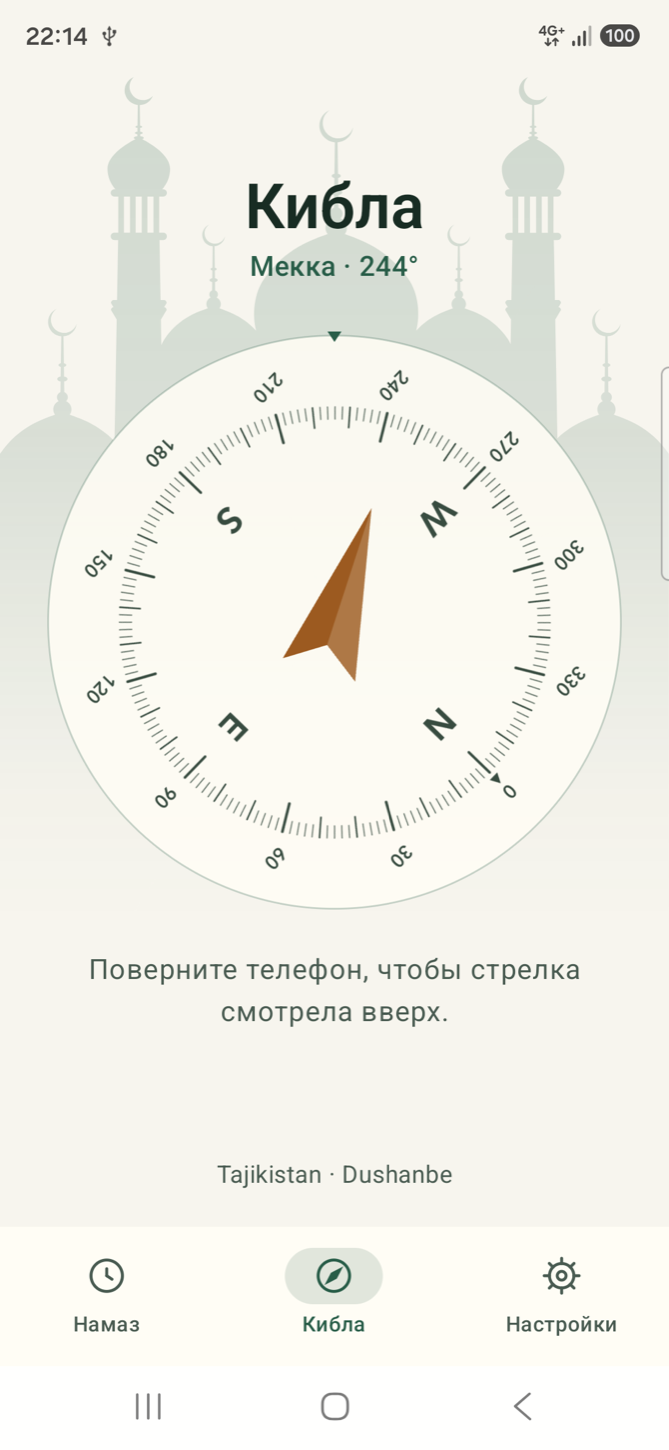 22:14
4G+
100
Кибла
Мекка · 244°
210
240
180
270
S
W
150
300
120
330
E
N
90
0
60
30
Поверните телефон, чтобы стрелка
смотрела вверх.
Tajikistan · Dushanbe
Намаз
Кибла
Настройки